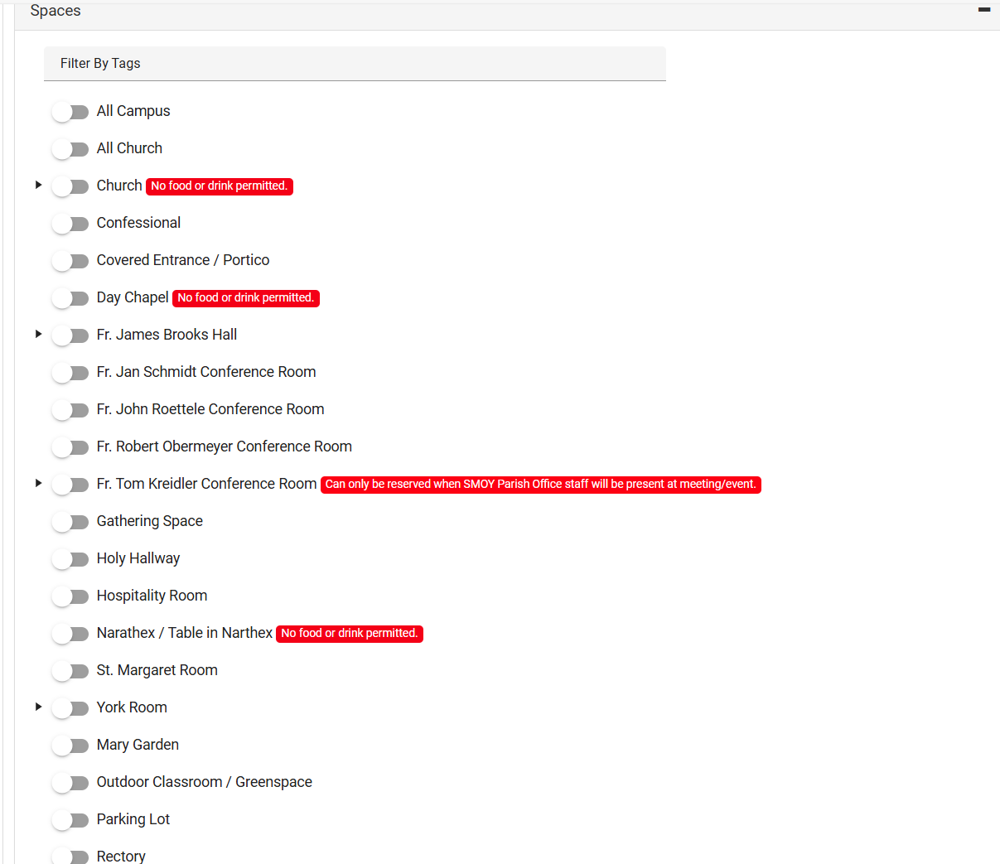 Spaces
Filter By Tags
All Campus
All Church
Church No food or drink permitted.
Confessional
Covered Entrance / Portico
Day Chapel No food or drink permitted.
Fr. James Brooks Hall
Fr. Jan Schmidt Conference Room
Fr. John Roettele Conference Room
Fr. Robert Obermeyer Conference Room
Fr. Tom Kreidler Conference Room Can only be reserved when SMOY Parish Office staff will be present at meeting/event.
Gathering Space
Holy Hallway
Hospitality Room
Narathex / Table in Narthex No food or drink permitted.
St. Margaret Room
York Room
Mary Garden
Outdoor Classroom / Greenspace
Parking Lot
Rectory